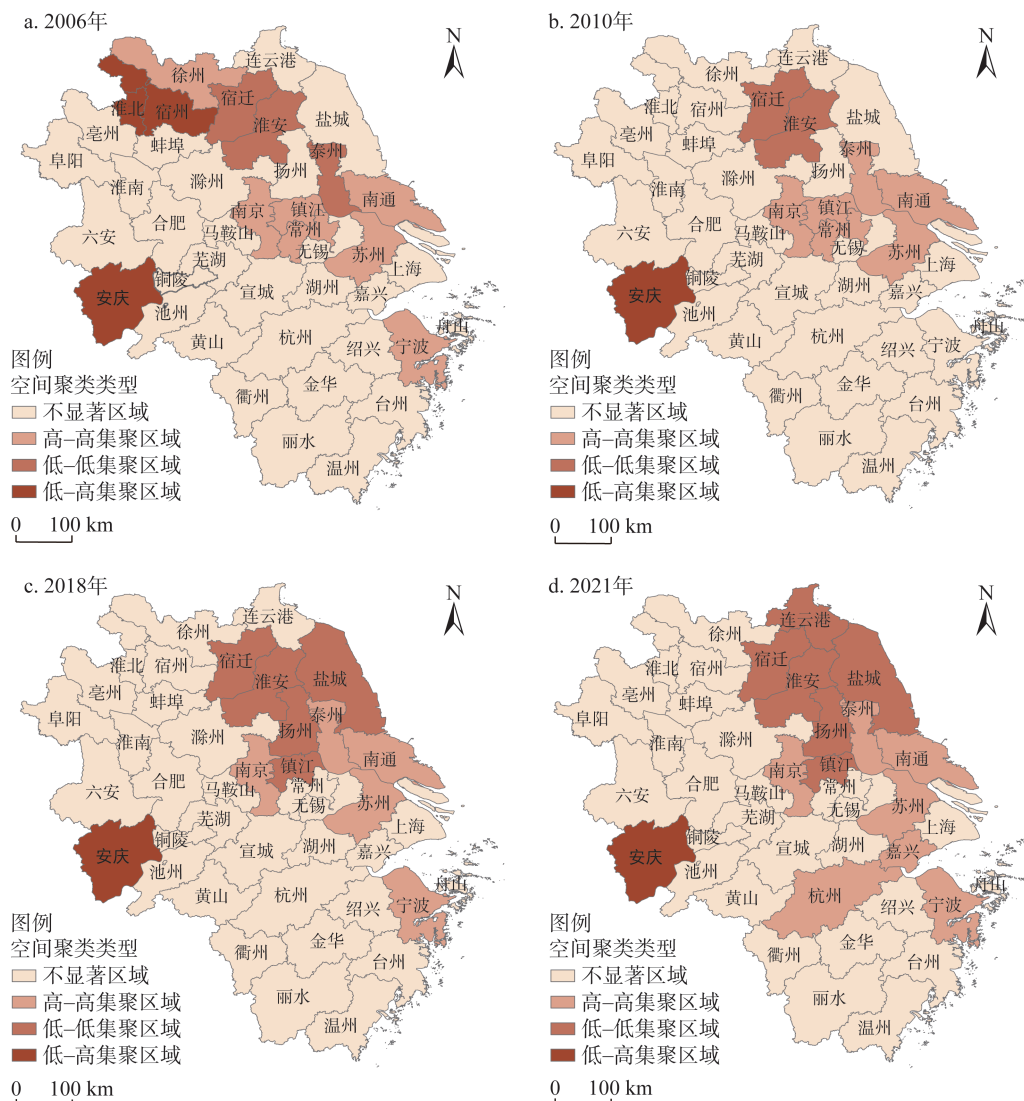 a. 2006年
N
连云港
徐州
宿迁
淮北
宿州
淮安
盐城
亳州
蚌埠
泰州
阜阳
扬州
淮南
滁州
南通
南京
镇江
合肥
常州
六安
马鞍山
无锡
苏州
芜湖
上海
铜陵
安庆
宣城
湖州
嘉兴
池州
舟山
黄山
杭州
绍兴
宁波
图例
空间聚类类型
金华
衢州
台州
不显著区域
高–高集聚区域
丽水
低–低集聚区域
温州
低–高集聚区域
0 100 km
b. 2010年
N
连云港
徐州
宿迁
淮北
宿州
淮安
盐城
亳州
蚌埠
泰州
阜阳
扬州
淮南
滁州
南通
南京
镇江
合肥
常州
六安
马鞍山
无锡
苏州
芜湖
上海
铜陵
安庆
宣城
湖州
嘉兴
池州
舟山
黄山
杭州
绍兴
宁波
图例
空间聚类类型
金华
衢州
台州
不显著区域
高–高集聚区域
丽水
低–低集聚区域
温州
低–高集聚区域
0 100 km
c. 2018年
N
连云港
徐州
宿迁
淮北
宿州
淮安
盐城
亳州
蚌埠
泰州
阜阳
扬州
淮南
滁州
南通
南京
镇江
合肥
常州
六安
马鞍山
无锡
苏州
芜湖
上海
铜陵
安庆
宣城
湖州
嘉兴
池州
舟山
黄山
杭州
绍兴
宁波
图例
空间聚类类型
金华
衢州
台州
不显著区域
高–高集聚区域
丽水
低–低集聚区域
温州
低–高集聚区域
0 100 km
d. 2021年
N
连云港
徐州
宿迁
淮北
宿州
淮安
盐城
亳州
蚌埠
泰州
阜阳
扬州
淮南
滁州
南通
南京
镇江
合肥
常州
六安
马鞍山
无锡
苏州
芜湖
上海
铜陵
安庆
宣城
湖州
嘉兴
池州
舟山
黄山
杭州
绍兴
宁波
图例
空间聚类类型
金华
衢州
台州
不显著区域
高–高集聚区域
丽水
低–低集聚区域
温州
低–高集聚区域
0 100 km